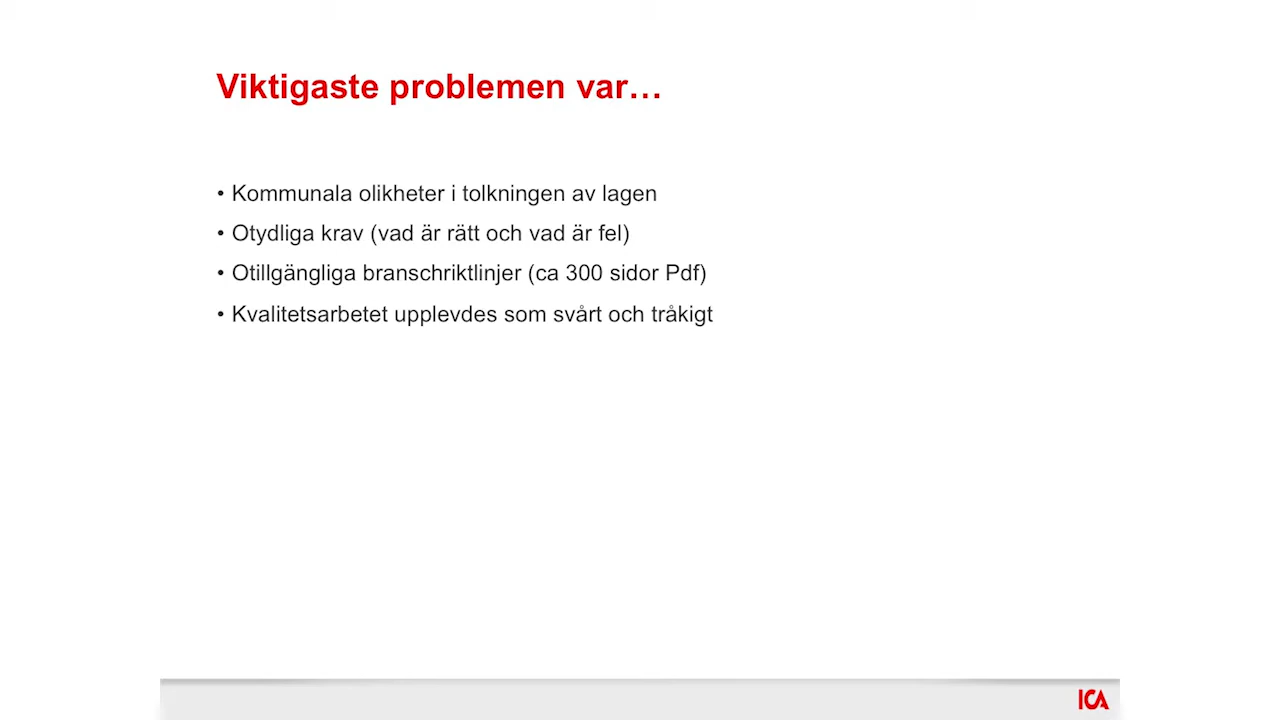 Viktigaste problemen var…
• Kommunala olikheter i tolkningen av lagen
• Otydliga krav (vad är rätt och vad är fel)
• Otillgängliga branschriktlinjer (ca 300 sidor Pdf)
• Kvalitetsarbetet upplevdes som svårt och tråkigt
ICA